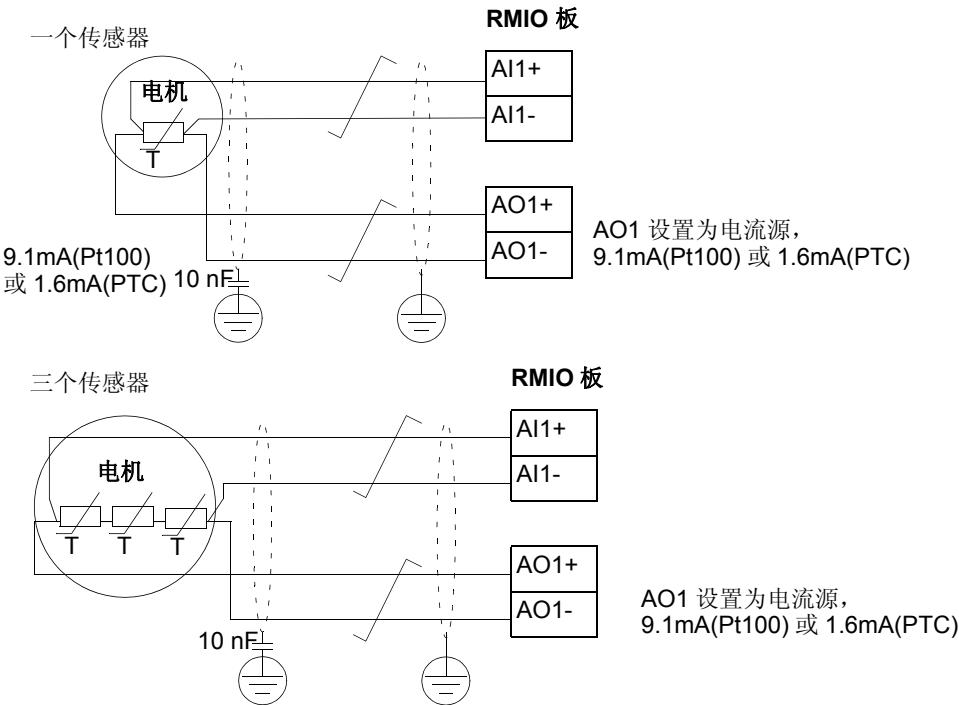 RMIO 板
一个传感器
电机
T
AI1+
AI1-
AO1+
AO1-
AO1 设置为电流源，
9.1mA(Pt100) 或 1.6mA(PTC)
9.1mA(Pt100)
或 1.6mA(PTC)
10 nF
三个传感器
RMIO 板
电机
T T T
AI1+
AI1-
AO1+
AO1-
AO1 设置为电流源，
9.1mA(Pt100) 或 1.6mA(PTC)
10 nF